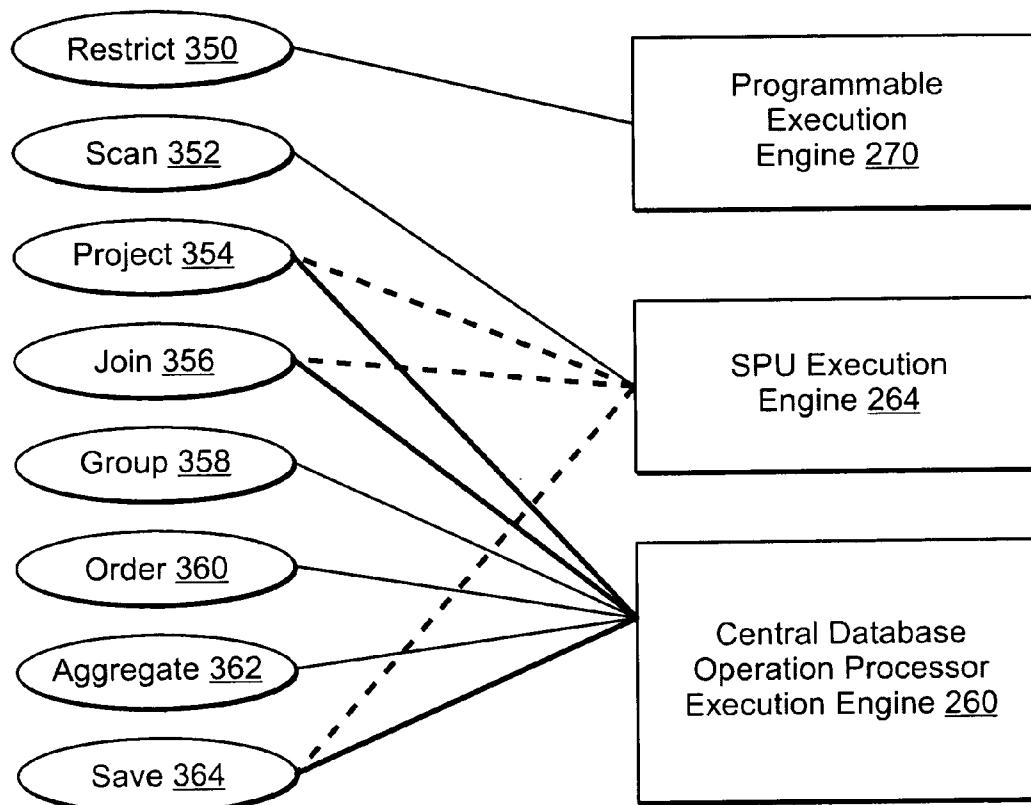 Restrict 350
Scan 352
Project 354
Join 356
Group 358
Order 360
Aggregate 362
Save 364
Programmable
Execution
Engine 270
SPU Execution
Engine 264
Central Database
Operation Processor
Execution Engine 260